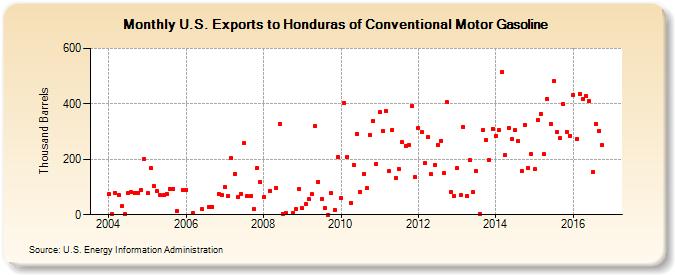 Monthly U.S. Exports to Honduras of Conventional Motor Gasoline
Thousand Barrels
600
400
200
0
2004 2006 2008 2010 2012 2014 2016
Source: U.S. Energy Information Administration